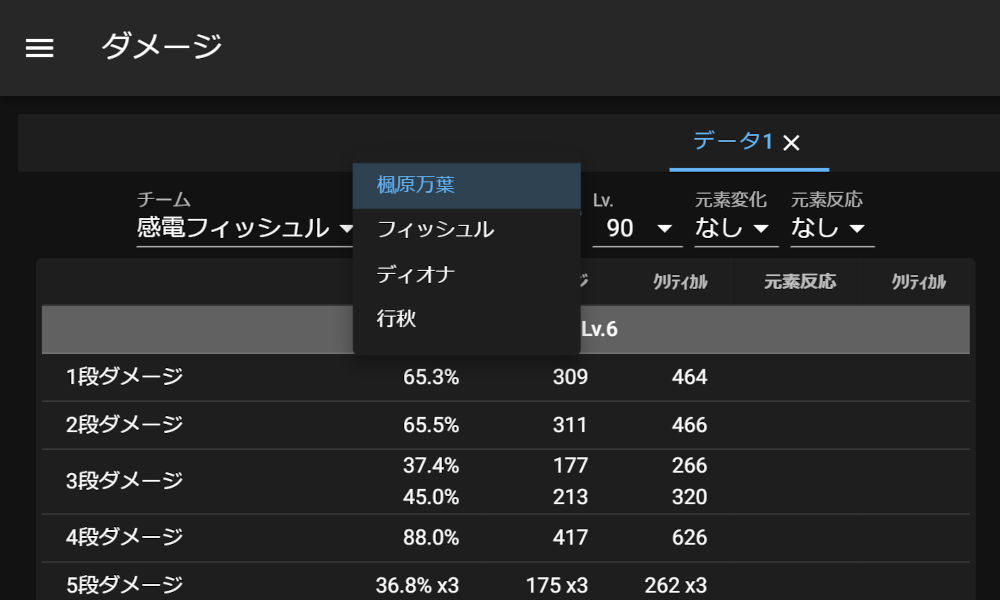 ダメージ
データ1
チーム
感電フィッシュル
楓原万葉
フィッシュル
ディオナ
行秋
Lv.
90
元素変化
なし
元素反応
なし
ジ ｸﾘﾃｨｶﾙ 元素反応 ｸﾘﾃｨｶﾙ
Lv.6
1段ダメージ 65.3% 309 464
2段ダメージ 65.5% 311 466
3段ダメージ 37.4% 177 266
45.0% 213 320
4段ダメージ 88.0% 417 626
5段ダメージ 36.8% x3 175 x3 262 x3